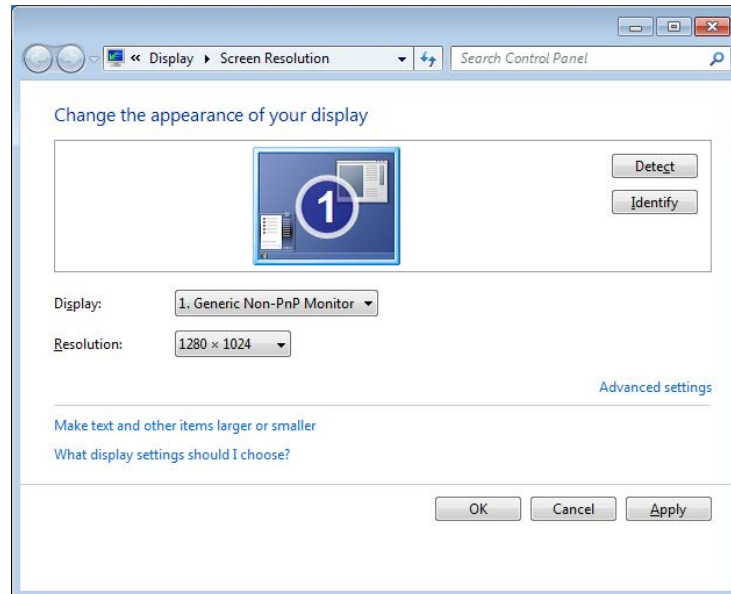 « Display ▸ Screen Resolution Search Control Panel
Change the appearance of your display
1
Detect
Identify
Display: 1. Generic Non-PnP Monitor
Resolution: 1280 × 1024
Advanced settings
Make text and other items larger or smaller
What display settings should I choose?
OK Cancel Apply